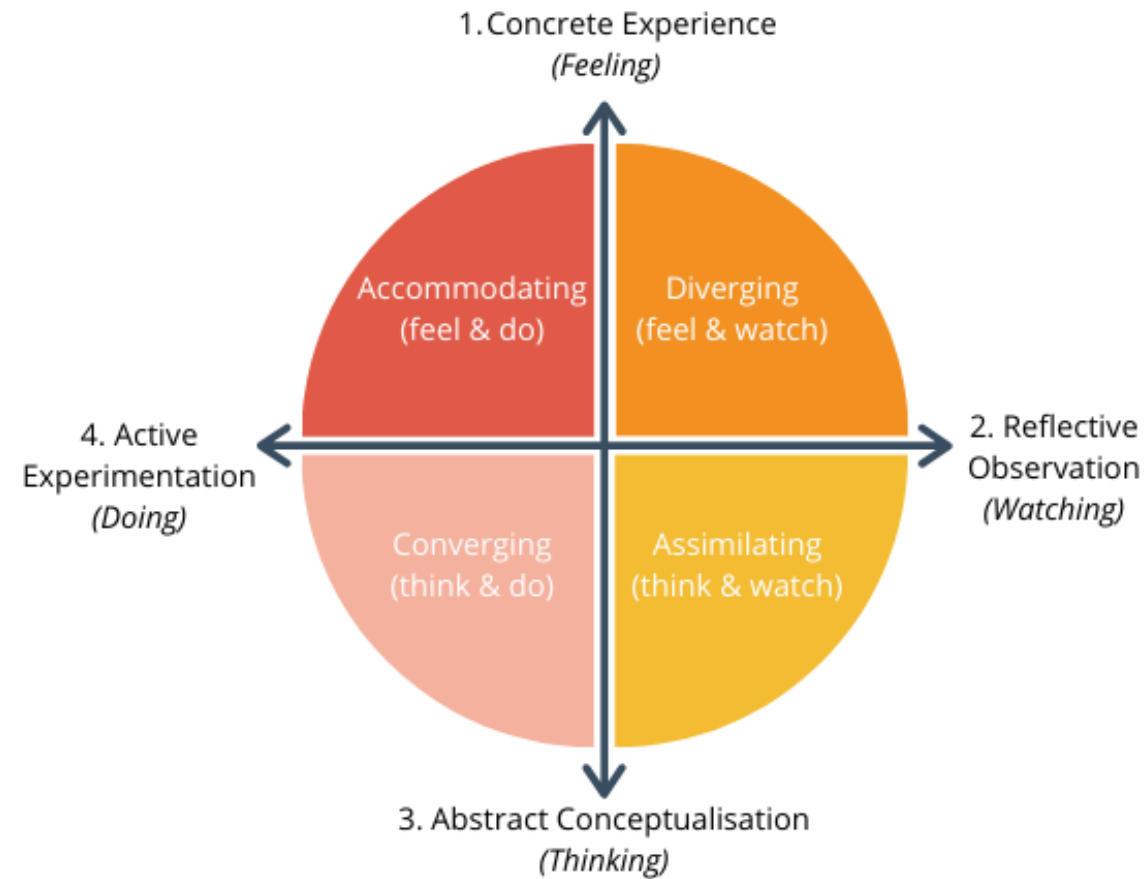 1. Concrete Experience
(Feeling)
Accommodating
(feel & do)
Diverging
(feel & watch)
4. Active
Experimentation
(Doing)
2. Reflective
Observation
(Watching)
Converging
(think & do)
Assimilating
(think & watch)
3. Abstract Conceptualisation
(Thinking)